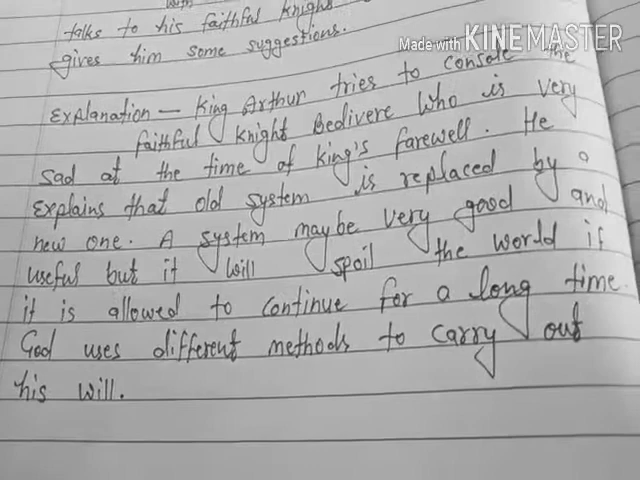 with
talks to his faithful knight
gives him some suggestions.
Made with KINEMASTER
Explanation – King Arthur tries to console the
faithful knight Bedivere who is very
sad at the time of king's farewell. He
explains that old system is replaced by a
new one. A system maybe very good and
useful but it will spoil the world if
it is allowed to continue for a long time.
God uses different methods to carry out
his will.